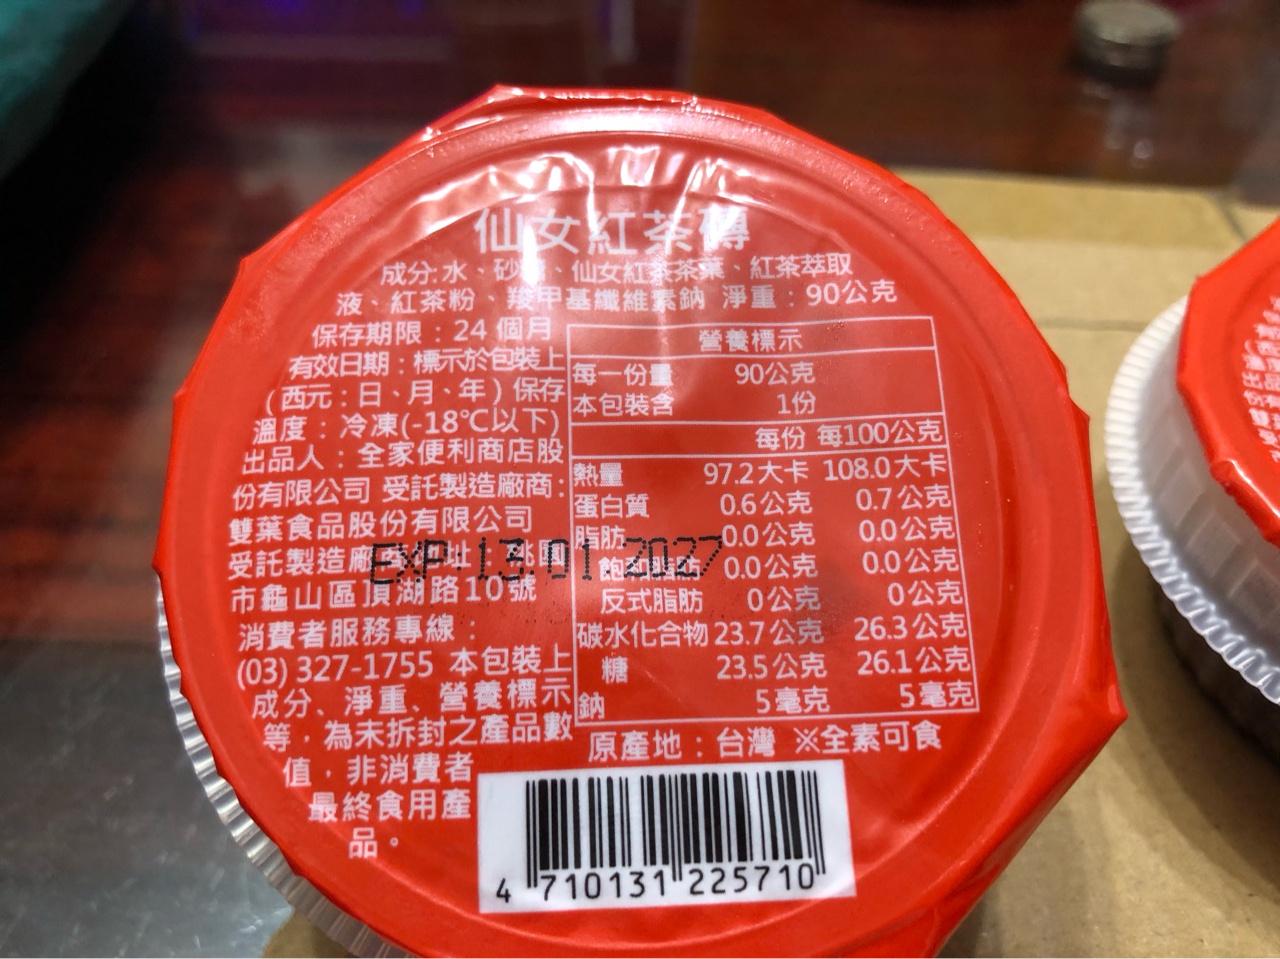 仙女紅茶磚
成分:水、砂糖、仙女紅茶茶葉、紅茶萃取
液、紅茶粉、羧甲基纖維素鈉 淨重:90公克
保存期限:24個月
有效日期:標示於包裝上
(西元:日、月、年)保存
溫度:冷凍(-18℃以下)
出品人:全家便利商店股
份有限公司 受託製造廠商:
雙葉食品股份有限公司
受託製造廠商地址:桃園
市龜山區頂湖路10號
消費者服務專線:
(03) 327-1755 本包裝上
成分、淨重、營養標示
等,為未拆封之產品數
值,非消費者
最終食用產
品。
EXP 13.01.2027
營養標示
每一份量 90公克
本包裝含 1份
每份 每100公克
熱量 97.2大卡 108.0大卡
蛋白質 0.6公克 0.7公克
脂肪 0.0公克 0.0公克
飽和脂肪 0.0公克 0.0公克
反式脂肪 0公克 0公克
碳水化合物 23.7公克 26.3公克
糖 23.5公克 26.1公克
鈉 5毫克 5毫克
原產地:台灣 ※全素可食
4 710131 225710